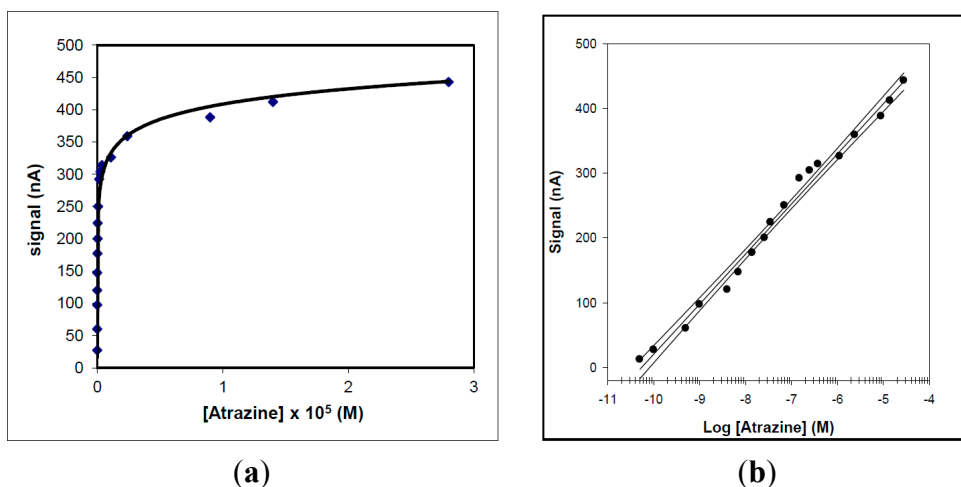 500
450
400
350
300
250
200
150
100
50
0
signal (nA)
0 1 2 3
[Atrazine] x 10⁵ (M)
(a)
500
400
300
200
100
0
Signal (nA)
-11 -10 -9 -8 -7 -6 -5 -4
Log [Atrazine] (M)
(b)